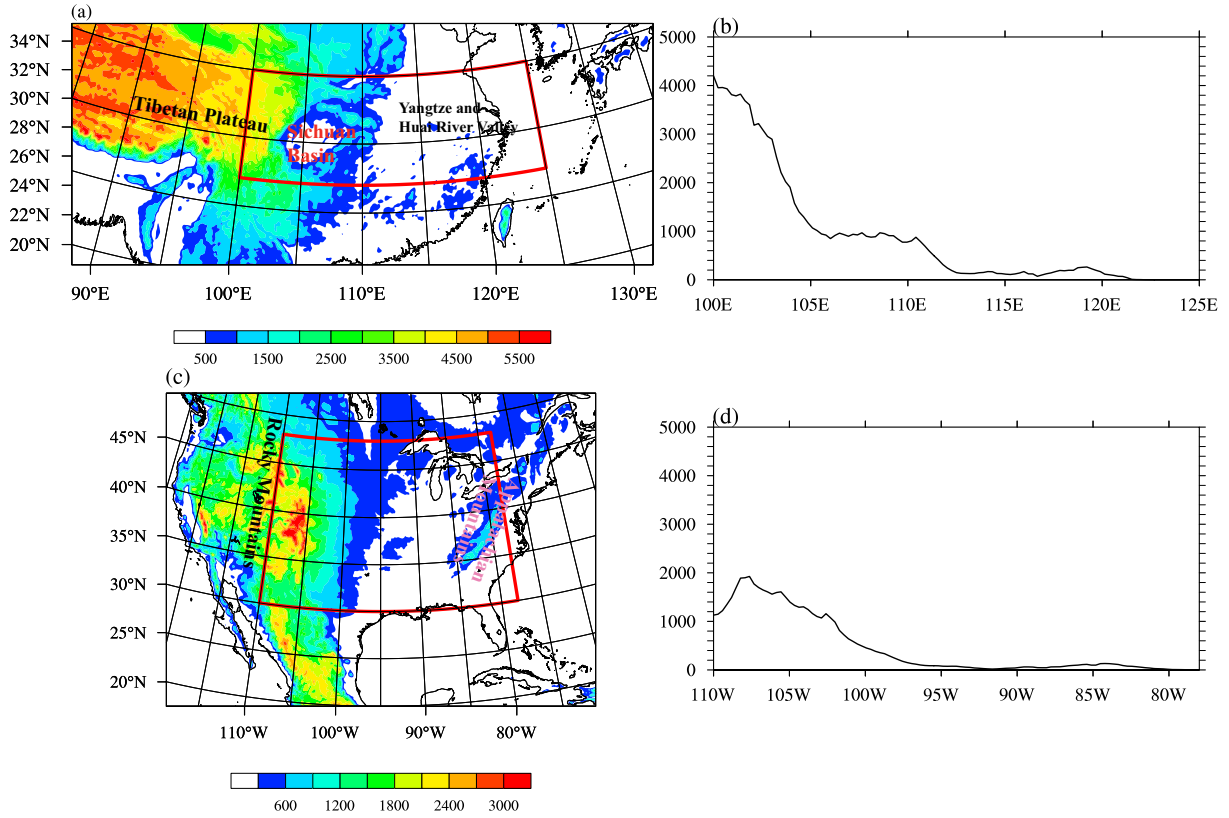 (a)
34°N
32°N
30°N
28°N
26°N
24°N
22°N
20°N
Tibetan Plateau
Sichuan
Basin
Yangtze and
Huai River Valley
90°E 100°E 110°E 120°E 130°E
500 1500 2500 3500 4500 5500
(b)
5000
4000
3000
2000
1000
0
100E 105E 110E 115E 120E 125E
(c)
45°N
40°N
35°N
30°N
25°N
20°N
Rocky Mountains
Appalachian
Mountains
110°W 100°W 90°W 80°W
600 1200 1800 2400 3000
(d)
5000
4000
3000
2000
1000
0
110W 105W 100W 95W 90W 85W 80W